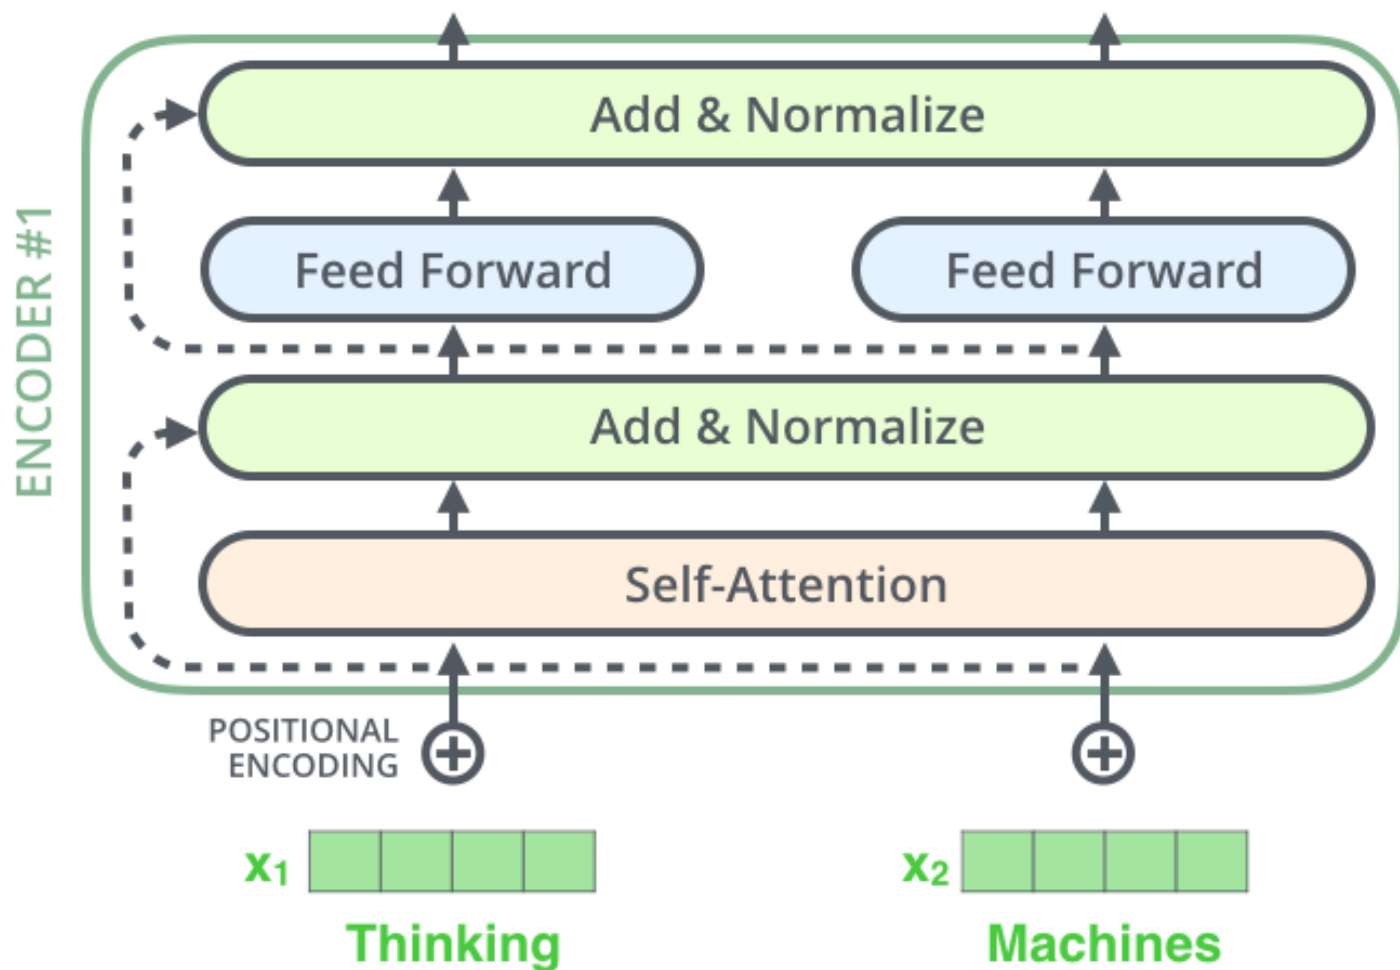 ENCODER #1
Add & Normalize
Feed Forward
Feed Forward
Add & Normalize
Self-Attention
POSITIONAL
ENCODING
x₁
x₂
Thinking
Machines